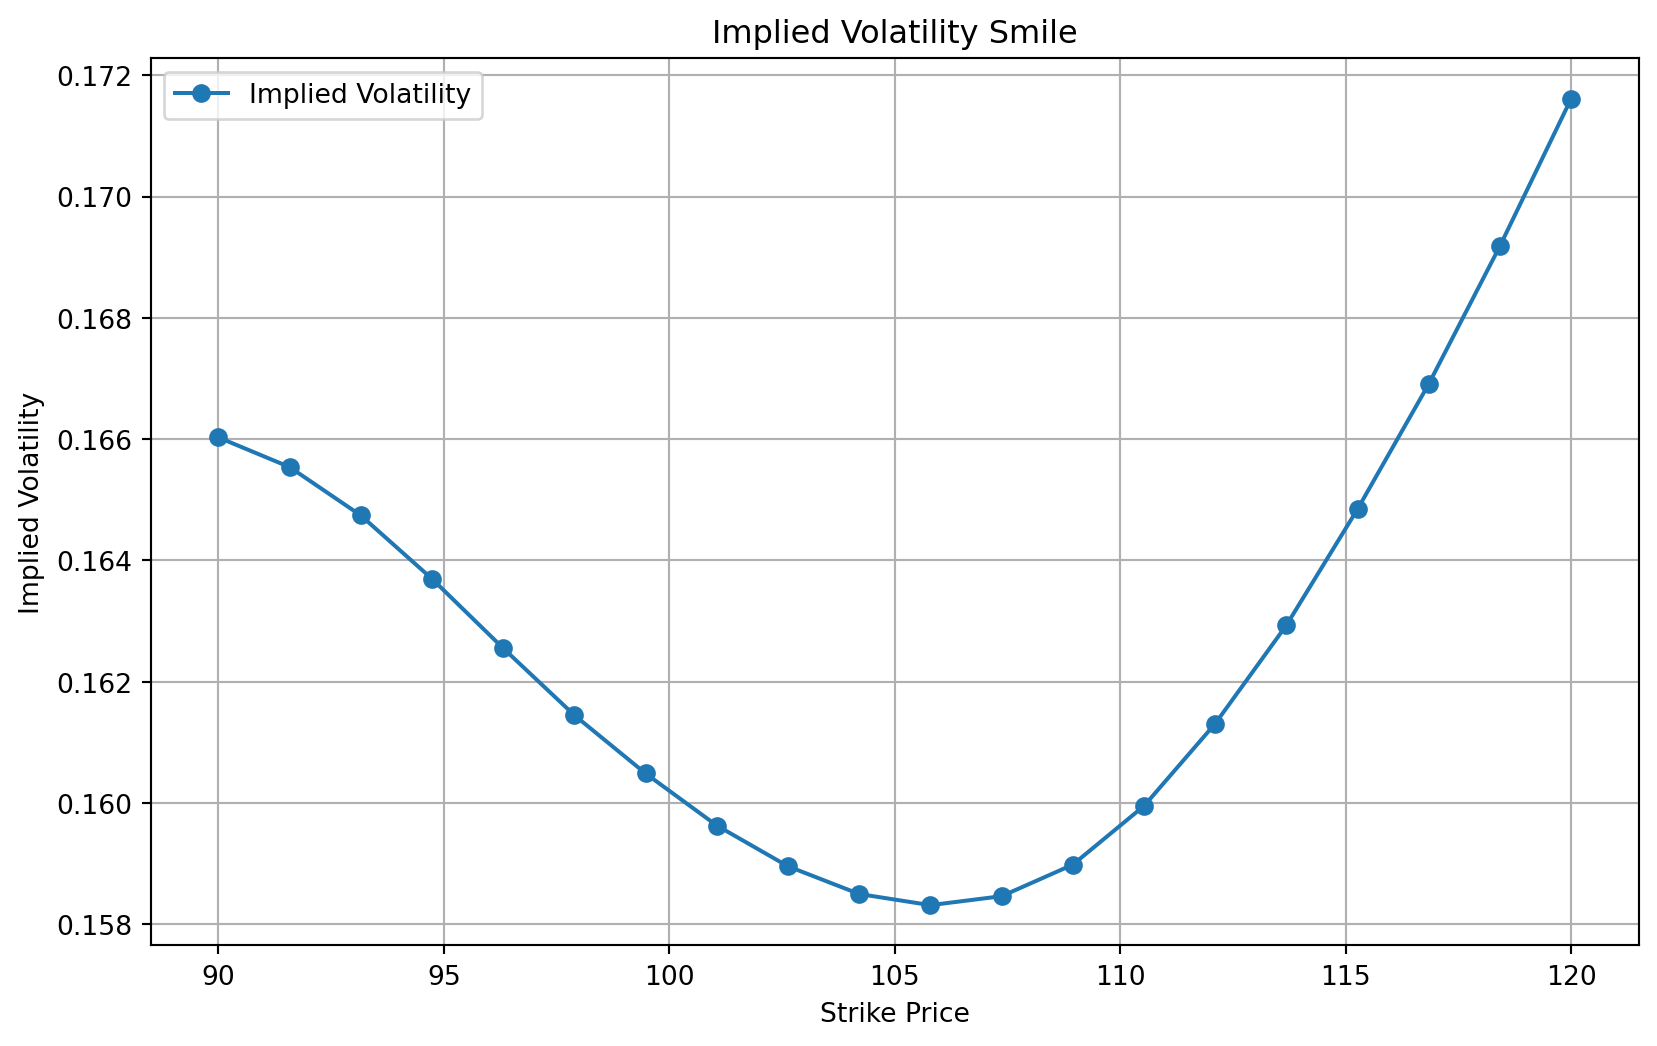 Implied Volatility Smile
Implied Volatility
0.172
0.170
0.168
0.166
0.164
0.162
0.160
0.158
Implied Volatility
90 95 100 105 110 115 120
Strike Price